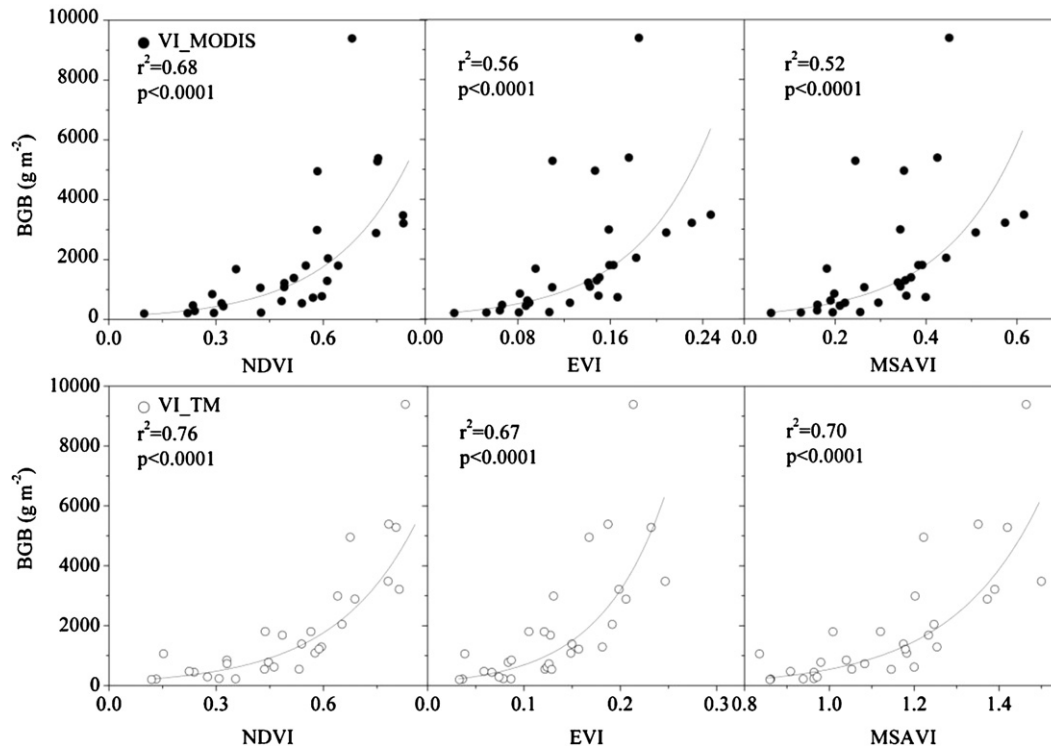 10000
8000
6000
4000
2000
0
BGB (g m⁻²)
VI_MODIS
r²=0.68
p<0.0001
r²=0.56
p<0.0001
r²=0.52
p<0.0001
0.0 0.3 0.6 0.0 0.08 0.16 0.24 0.0 0.2 0.4 0.6
NDVI EVI MSAVI
10000
8000
6000
4000
2000
0
BGB (g m⁻²)
VI_TM
r²=0.76
p<0.0001
r²=0.67
p<0.0001
r²=0.70
p<0.0001
0.0 0.3 0.6 0.0 0.1 0.2 0.3 0.8 1.0 1.2 1.4
NDVI EVI MSAVI